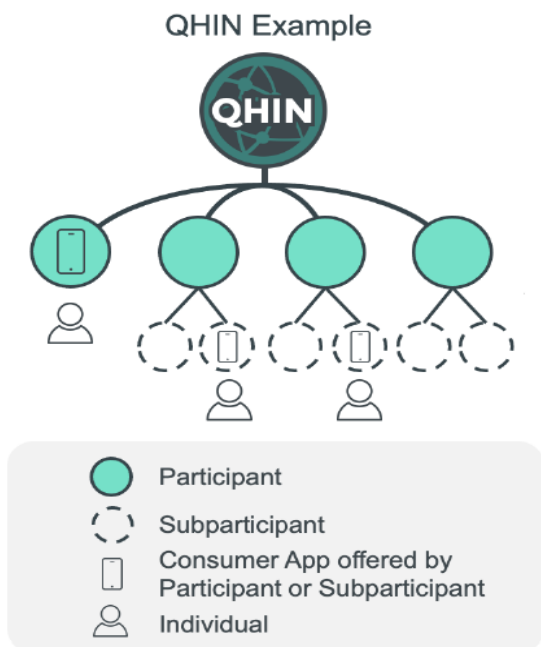 QHIN Example
QHIN
Participant
Subparticipant
Consumer App offered by
Participant or Subparticipant
Individual